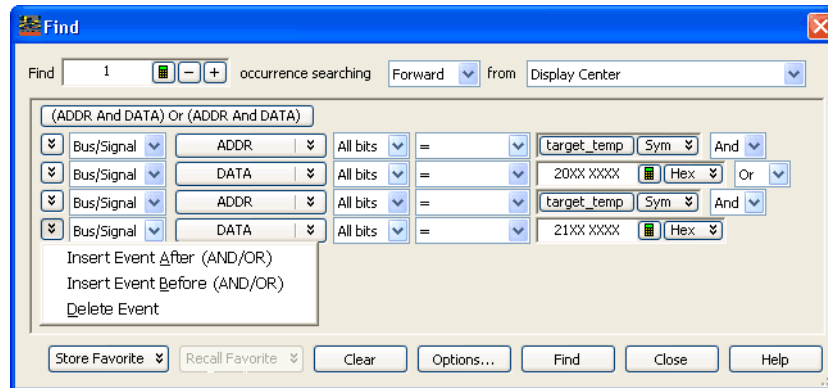 Find
Find 1 − + occurrence searching Forward from Display Center
(ADDR And DATA) Or (ADDR And DATA)
Bus/Signal ADDR All bits = target_temp Sym And
Bus/Signal DATA All bits = 20XX XXXX Hex Or
Bus/Signal ADDR All bits = target_temp Sym And
Bus/Signal DATA All bits = 21XX XXXX Hex
Insert Event After (AND/OR)
Insert Event Before (AND/OR)
Delete Event
Store Favorite Recall Favorite Clear Options... Find Close Help